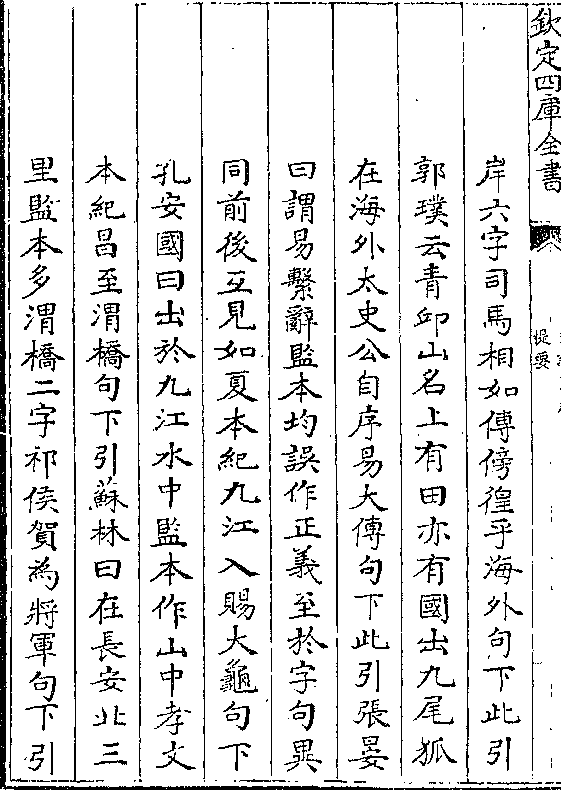 欽定四庫全書
提要
岸六字司馬相如傳傍徨乎海外句下此引
郭璞云青邱山名上有田亦有國出九尾狐
在海外太史公自序易大傳句下此引張晏
曰謂易繫辭監本均誤作正義至於字句異
同前後互見如夏本紀九江入賜大龜句下
孔安國曰出於九江水中監本作山中孝文
本紀昌至渭橋句下引蘇林曰在長安北三
里監本多渭橋二字祁侯賀為將軍句下引